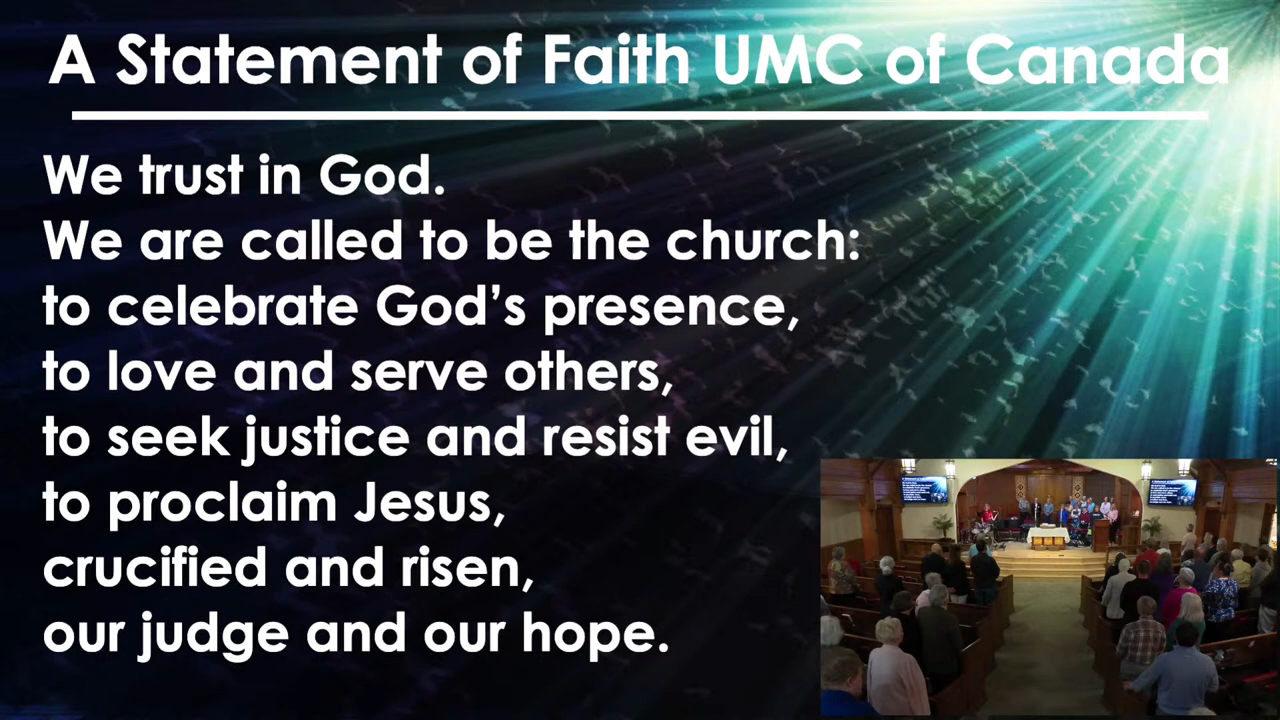 A Statement of Faith UMC of Canada
We trust in God.
We are called to be the church:
to celebrate God’s presence,
to love and serve others,
to seek justice and resist evil,
to proclaim Jesus,
crucified and risen,
our judge and our hope.